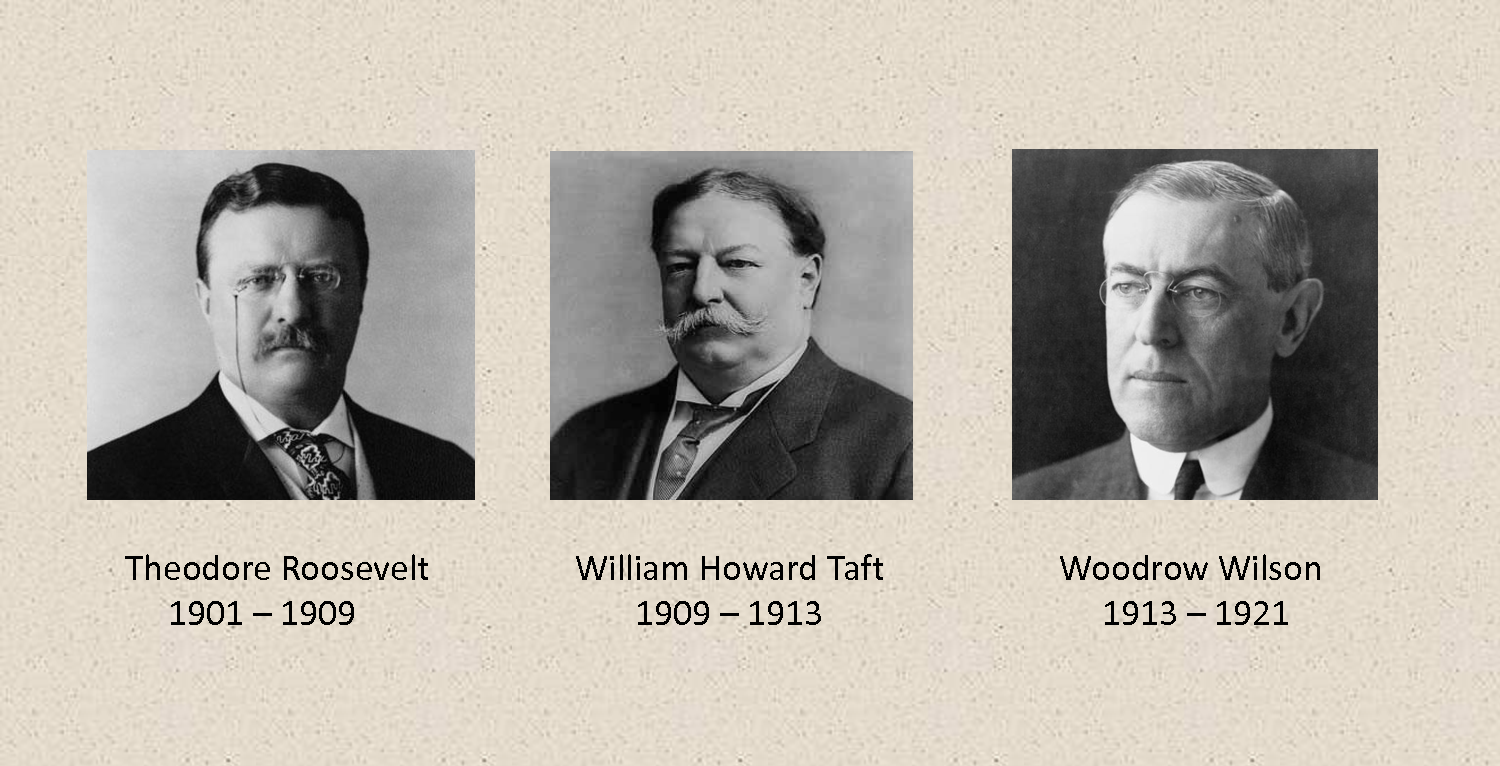 Theodore Roosevelt
1901 – 1909
William Howard Taft
1909 – 1913
Woodrow Wilson
1913 – 1921